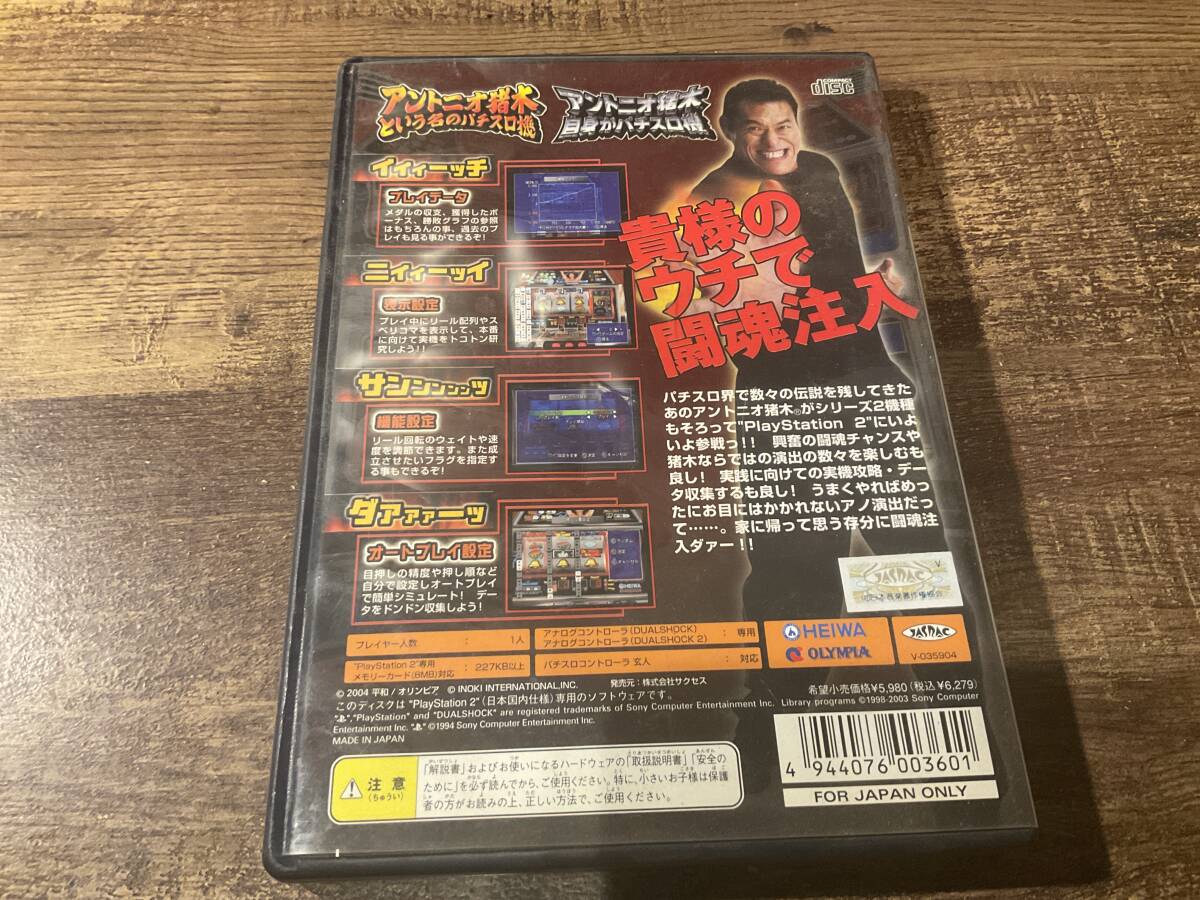 アントニオ猪木
という名のパチスロ機
アントニオ猪木
自身がパチスロ機
COMPACT
disc
イィィーッチ
プレイデータ
メダルの収支、獲得したボ
ーナス、勝敗グラフの参照
はもちろんの事、過去のプ
レイも見る事ができるぞ!
ニィィーッイ
表示設定
プレイ中にリール配列やス
ベリコマを表示して、本番
に向けて実機をトコトン研
究しよう!!
サンンンンッ
機能設定
リール回転のウェイトや速
度を調節できます。また成
立させたいフラグを指定す
る事もできるぞ!
ダァァァーッ
オートプレイ設定
目押しの精度や押し順など
自分で設定しオートプレイ
で簡単シミュレート! デー
タをドンドン収集しよう!
HEIWA
貴様の
ウチで
闘魂注入
パチスロ界で数々の伝説を残してきた
あのアントニオ猪木®がシリーズ2機種
もそろって"PlayStation 2"にいよ
いよ参戦っ!! 興奮の闘魂チャンスや
猪木ならではの演出の数々を楽しむも
良し! 実践に向けての実機攻略・デー
タ収集するも良し! うまくやればめっ
たにお目にはかかれないアノ演出だっ
て……。家に帰って思う存分に闘魂注
入ダァー!!
JASRAC
V
プレイヤー人数 : 1人
"PlayStation 2"専用
メモリーカード(8MB)対応 : 227KB以上
アナログコントローラ(DUALSHOCK)
アナログコントローラ(DUALSHOCK 2) : 専用
パチスロコントローラ 玄人 : 対応
HEIWA
OLYMPIA
JASRAC
V-035904
© 2004 平和/オリンピア © INOKI INTERNATIONAL,INC. 発売元:株式会社サクセス
希望小売価格¥5,980(税込¥6,279)
このディスクは "PlayStation 2"(日本国内仕様)専用のソフトウェアです。 Library programs ©1998-2003 Sony Computer
Entertainment Inc. "PlayStation" and "DUALSHOCK" are registered trademarks of Sony Computer Entertainment Inc.
©1994 Sony Computer Entertainment Inc.
MADE IN JAPAN
注意
(ちゅうい)
「解説書」およびお使いになるハードウェアの「取扱説明書」「安全の
ために」を必ず読んでから、ご使用ください。特に、小さいお子様は保護
者の方がお読みの上、正しい方法で、ご使用ください。
4 944076 003601
FOR JAPAN ONLY